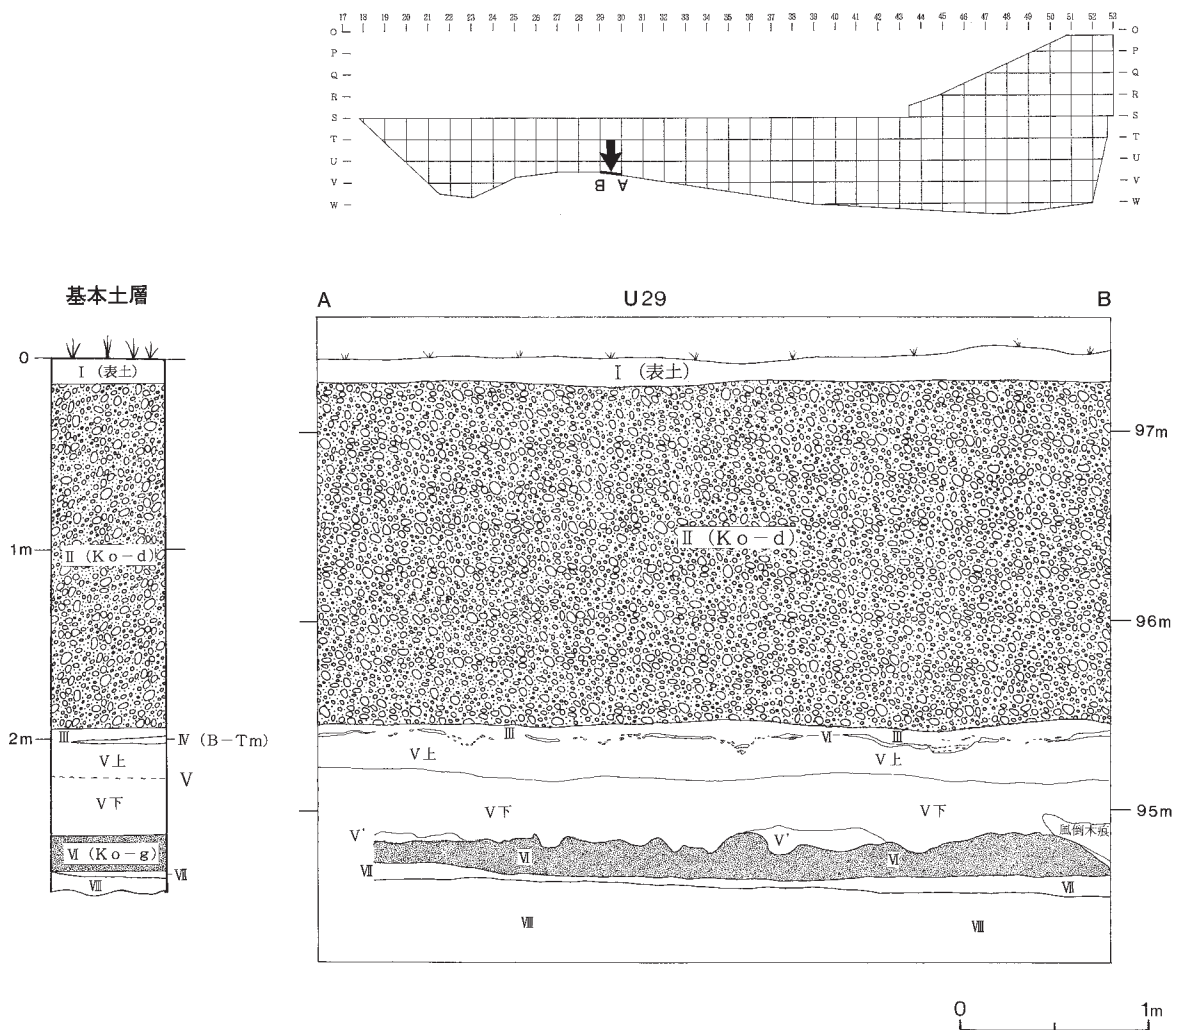 17 18 19 20 21 22 23 24 25 26 27 28 29 30 31 32 33 34 35 36 37 38 39 40 41 42 43 44 45 46 47 48 49 50 51 52 53
O O
P P
Q Q
R R
S S
T T
U U
V V
W W
B A
基本土層
A U29 B
0
Ⅰ (表土)
Ⅰ (表土)
97m
1m
Ⅱ (Ko-d)
Ⅱ (Ko-d)
96m
2m
Ⅲ
Ⅳ (B-Tm)
Ⅲ Ⅵ Ⅲ
Ⅴ上
Ⅴ上 Ⅴ上
Ⅴ
Ⅴ下
Ⅴ下 Ⅴ下
95m
風倒木痕
Ⅴ' Ⅴ'
Ⅵ (Ko-g)
Ⅵ Ⅵ
Ⅶ
Ⅶ Ⅶ
Ⅷ
Ⅷ Ⅷ
0 1m